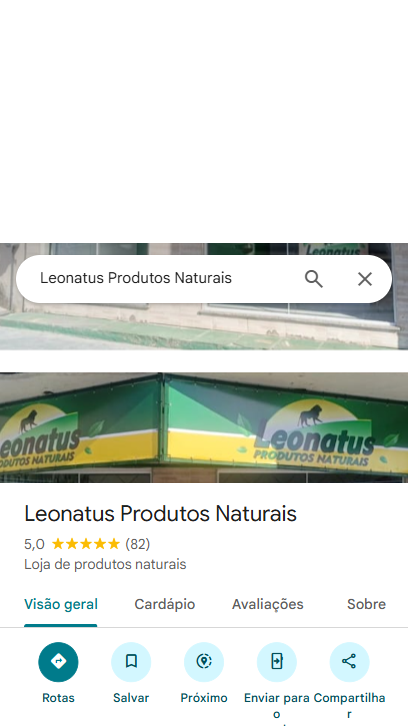 Leonatus
Leonatus Produtos Naturais
Leonatus
PRODUTOS NATURAIS
Leonatus
PRODUTOS NATURAIS
Leonatus Produtos Naturais
5,0 (82)
Loja de produtos naturais
Visão geral Cardápio Avaliações Sobre
Rotas Salvar Próximo Enviar para Compartilha
o r